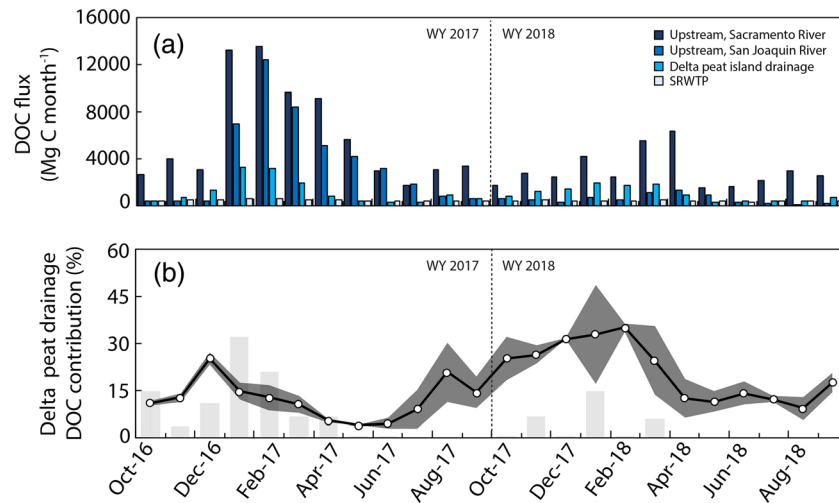 16000
12000
8000
4000
0
DOC flux
(Mg C month⁻¹)
(a)
WY 2017
WY 2018
Upstream, Sacramento River
Upstream, San Joaquin River
Delta peat island drainage
SRWTP
60
45
30
15
0
Delta peat drainage
DOC contribution (%)
(b)
WY 2017
WY 2018
Oct-16
Dec-16
Feb-17
Apr-17
Jun-17
Aug-17
Oct-17
Dec-17
Feb-18
Apr-18
Jun-18
Aug-18